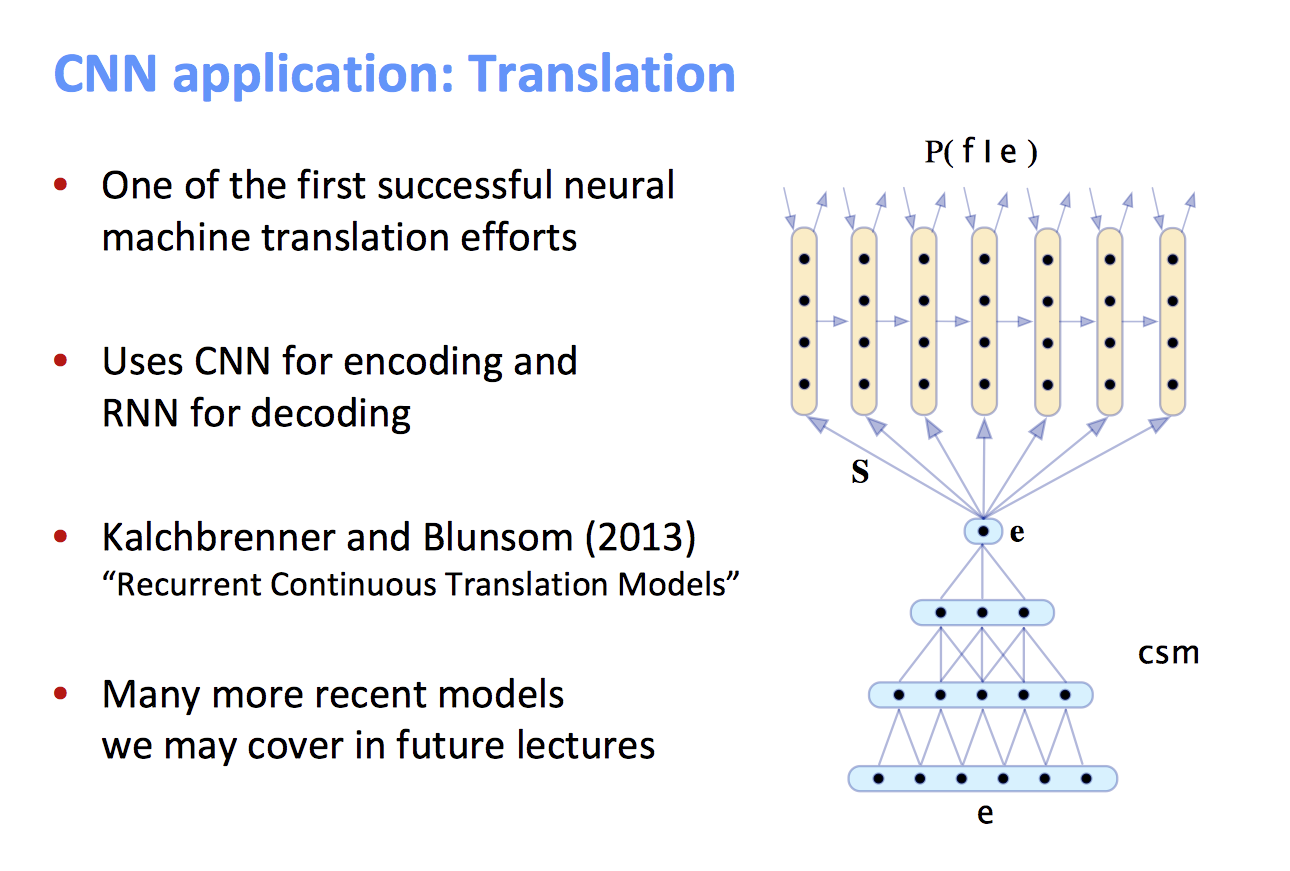 CNN application: Translation
• One of the first successful neural
machine translation efforts
• Uses CNN for encoding and
RNN for decoding
• Kalchbrenner and Blunsom (2013)
“Recurrent Continuous Translation Models”
• Many more recent models
we may cover in future lectures
P( f | e )
S
e
csm
e